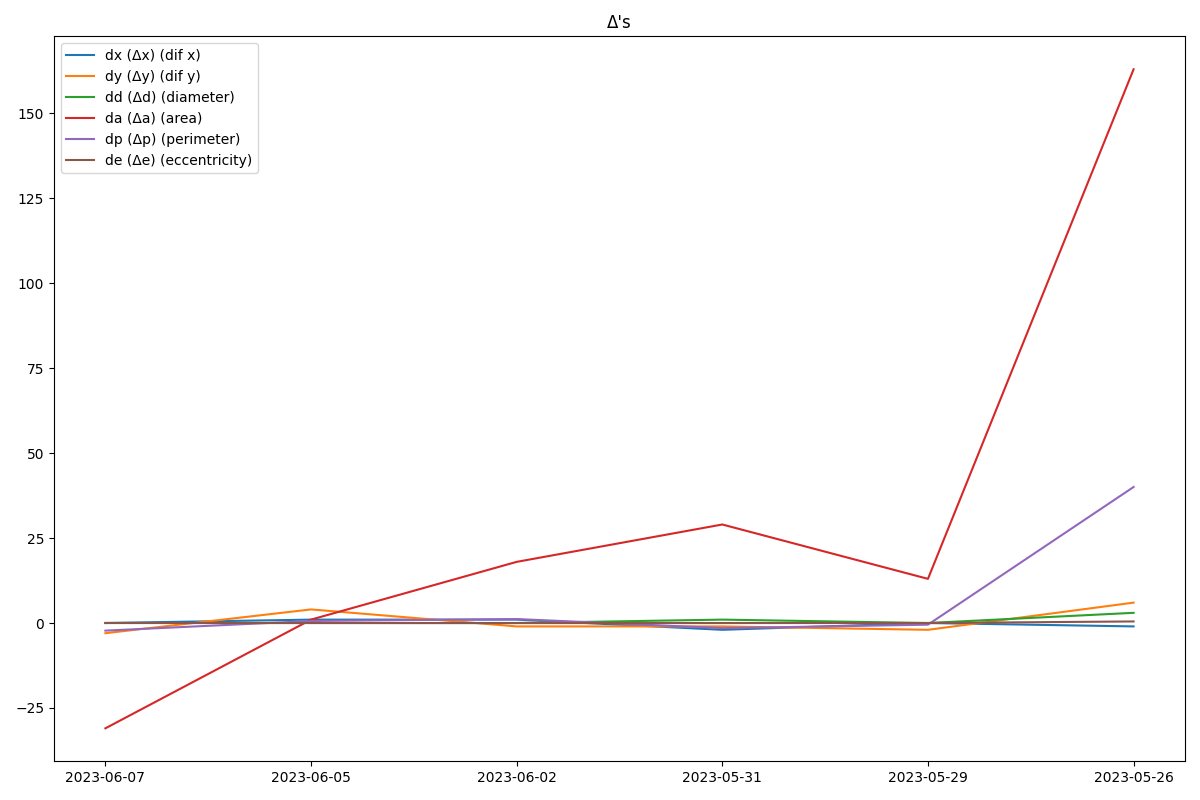 Δ's
dx (Δx) (dif x)
dy (Δy) (dif y)
dd (Δd) (diameter)
da (Δa) (area)
dp (Δp) (perimeter)
de (Δe) (eccentricity)
150
125
100
75
50
25
0
−25
2023-06-07 2023-06-05 2023-06-02 2023-05-31 2023-05-29 2023-05-26